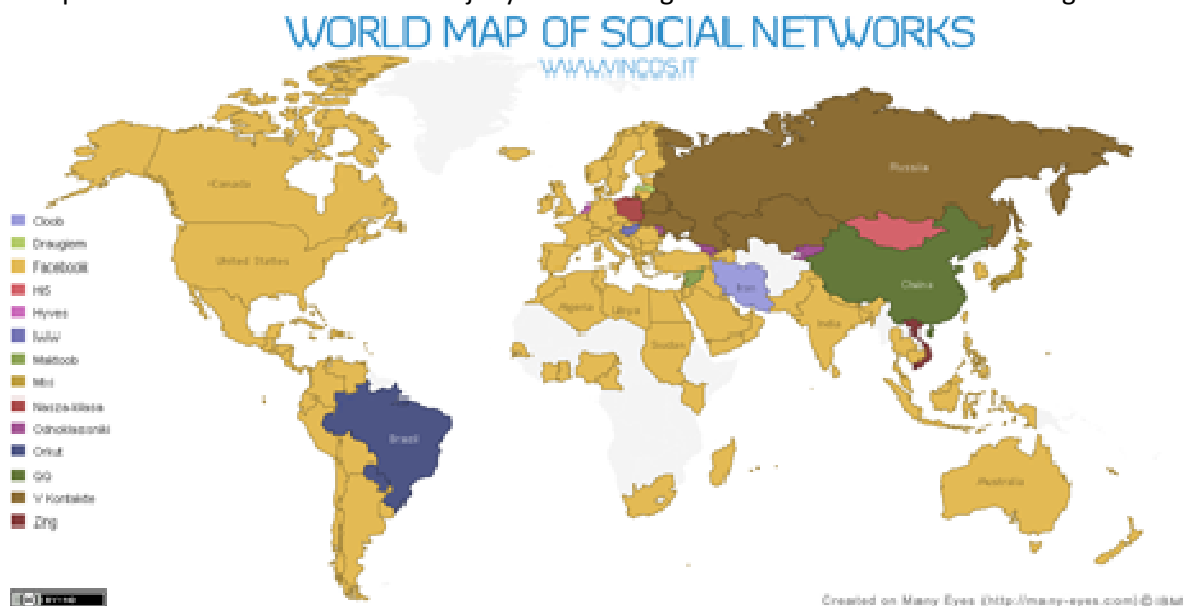 WORLD MAP OF SOCIAL NETWORKS
WWW.VINCOS.IT
Canada
Russia
United States
Algeria
Libya
Sudan
Iran
India
China
Brazil
Australia
Cloob
Draugiem
Facebook
Hi5
Hyves
IWIW
Maktoob
Mixi
Nasza-klasa
Odnoklassniki
Orkut
QQ
V Kontakte
Zing
Created on Many Eyes (http://many-eyes.com) ©